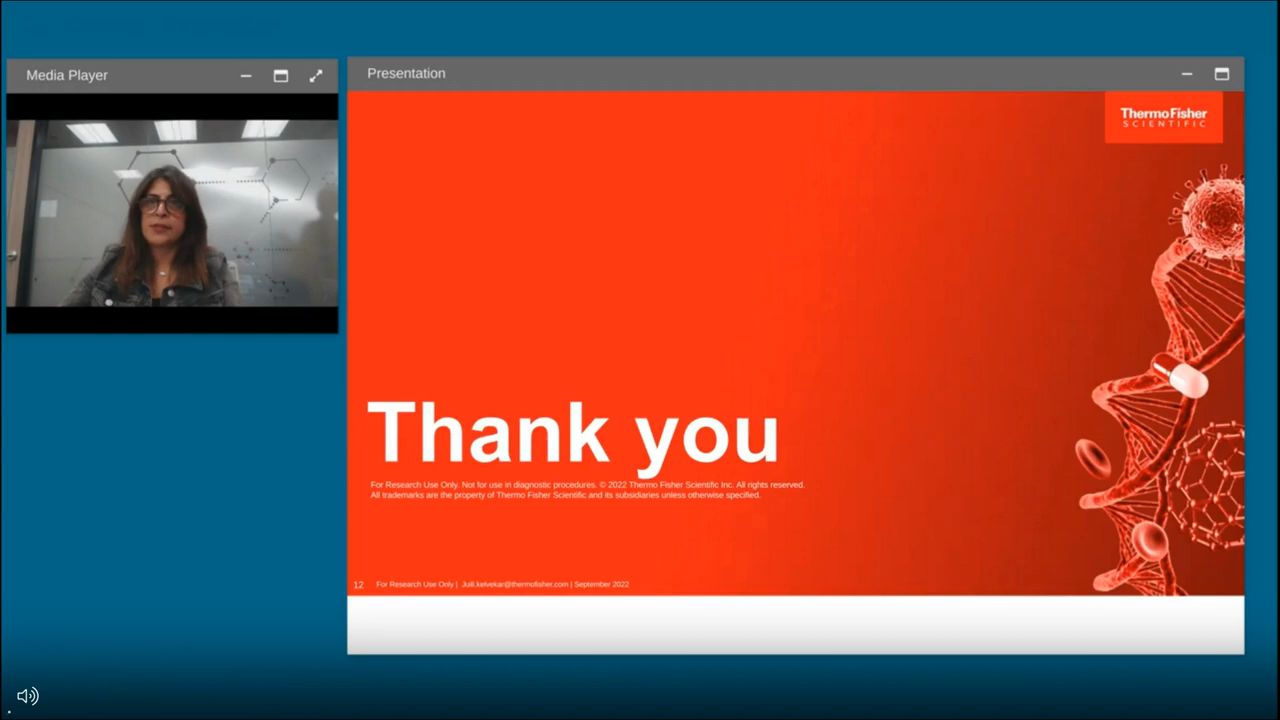 Media Player
Presentation
ThermoFisher
SCIENTIFIC
Thank you
For Research Use Only. Not for use in diagnostic procedures. © 2022 Thermo Fisher Scientific Inc. All rights reserved.
All trademarks are the property of Thermo Fisher Scientific and its subsidiaries unless otherwise specified.
12 For Research Use Only | Juili.kelvekar@thermofisher.com | September 2022